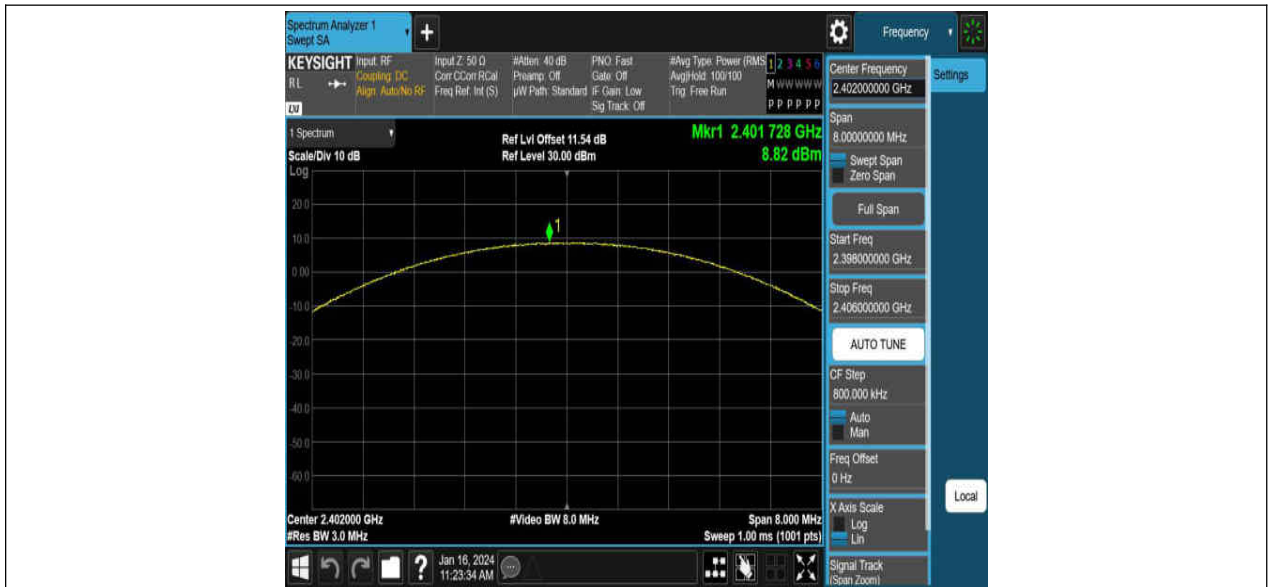 Spectrum Analyzer 1
Swept SA
+
Frequency
KEYSIGHT
RL
LXI
Input: RF
Coupling: DC
Align: Auto/No RF
Input Z: 50 Ω
Corr CCorr RCal
Freq Ref: Int (S)
#Atten: 40 dB
Preamp: Off
µW Path: Standard
PNO: Fast
Gate: Off
IF Gain: Low
Sig Track: Off
#Avg Type: Power (RMS
Avg|Hold: 100/100
Trig: Free Run
1 2 3 4 5 6
M W W W W W
P P P P P P
1 Spectrum
Scale/Div 10 dB
Log
Ref Lvl Offset 11.54 dB
Ref Level 30.00 dBm
Mkr1 2.401 728 GHz
8.82 dBm
1
20.0
10.0
0.00
-10.0
-20.0
-30.0
-40.0
-50.0
-60.0
Center 2.402000 GHz
#Res BW 3.0 MHz
#Video BW 8.0 MHz
Span 8.000 MHz
Sweep 1.00 ms (1001 pts)
?
Jan 16, 2024
11:23:34 AM
Center Frequency
2.402000000 GHz
Settings
Span
8.00000000 MHz
Swept Span
Zero Span
Full Span
Start Freq
2.398000000 GHz
Stop Freq
2.406000000 GHz
AUTO TUNE
CF Step
800.000 kHz
Auto
Man
Freq Offset
0 Hz
X Axis Scale
Log
Lin
Local
Signal Track
(Span Zoom)